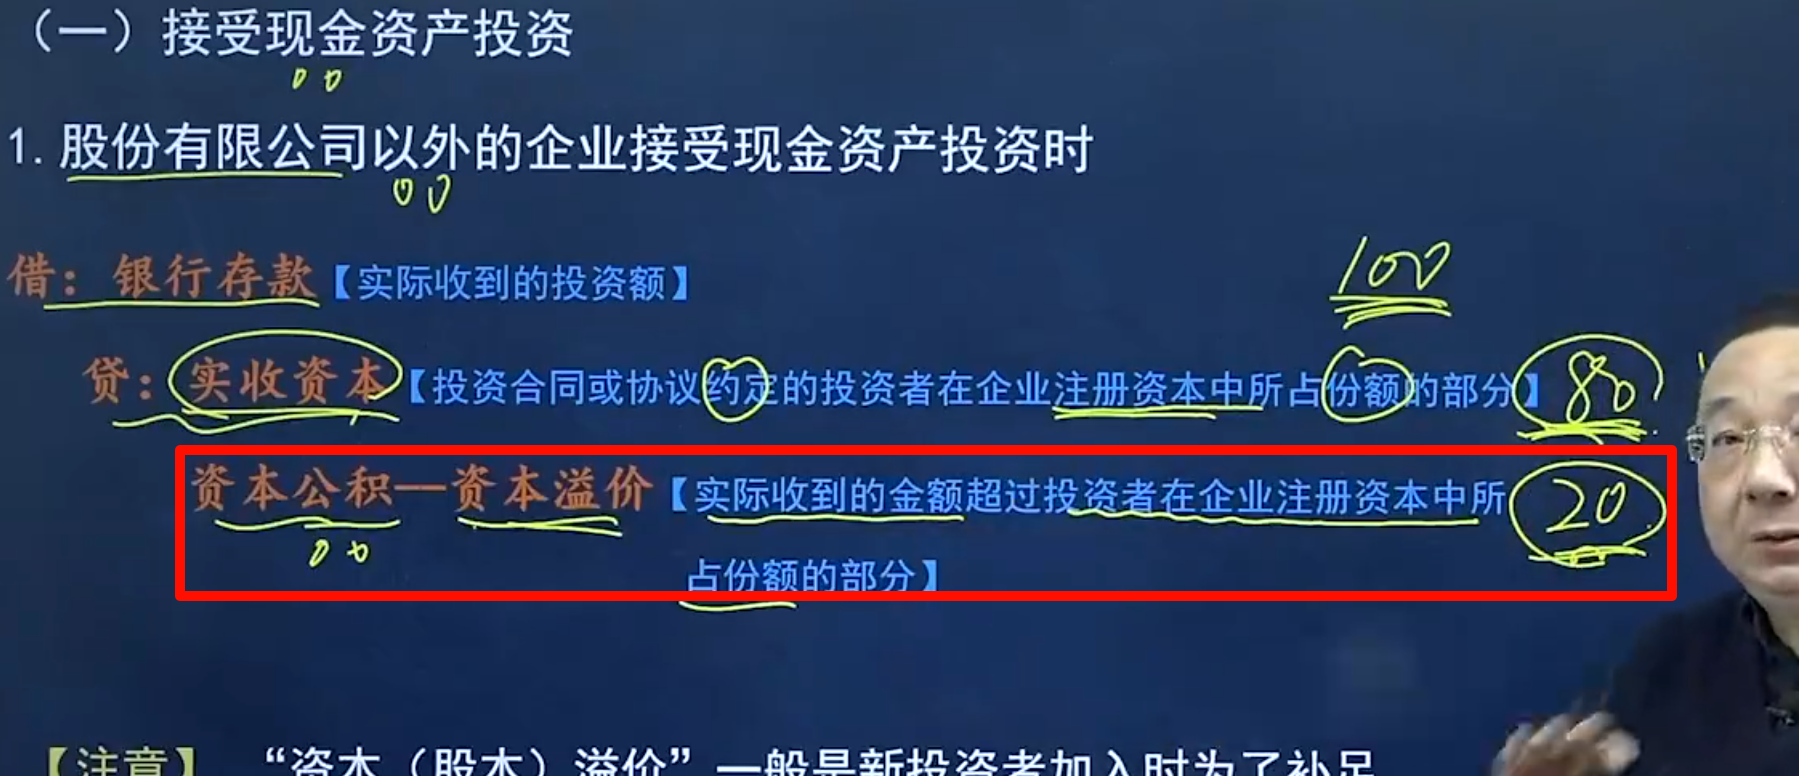 （一）接受现金资产投资
1.股份有限公司以外的企业接受现金资产投资时
100
借：银行存款【实际收到的投资额】
贷：实收资本【投资合同或协议约定的投资者在企业注册资本中所占份额的部分】 80
资本公积—资本溢价【实际收到的金额超过投资者在企业注册资本中所 20
占份额的部分】
【注意】 “资本（股本）溢价”一般是新投资者加入时为了补足